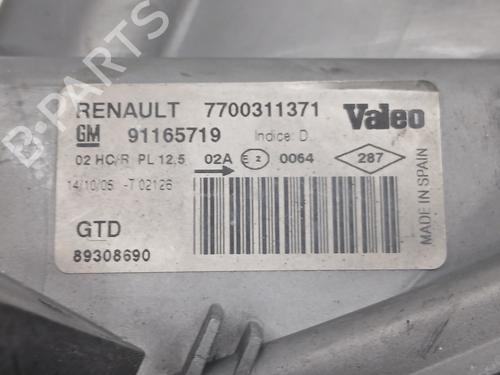 B-PARTS
RENAULT 7700311371 Valeo
GM 91165719 Indice: D
02 HC/R PL 12,5 02A E 2 0064 287
14/10/05 -T 02126
GTD
89308690
MADE IN SPAIN